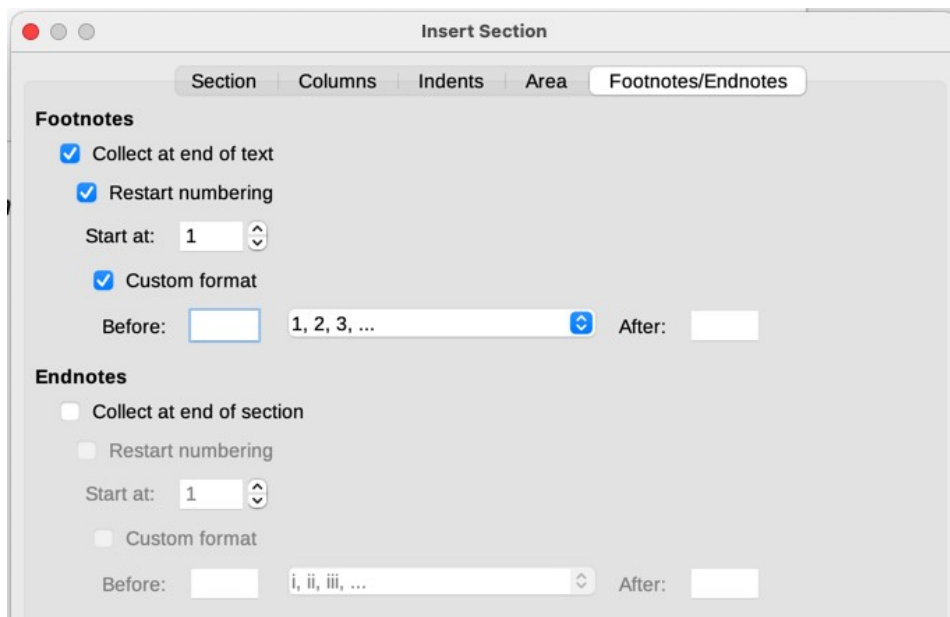 Insert Section
Section Columns Indents Area Footnotes/Endnotes
Footnotes
Collect at end of text
Restart numbering
Start at: 1
Custom format
Before: 1, 2, 3, ... After:
Endnotes
Collect at end of section
Restart numbering
Start at: 1
Custom format
Before: i, ii, iii, ... After: